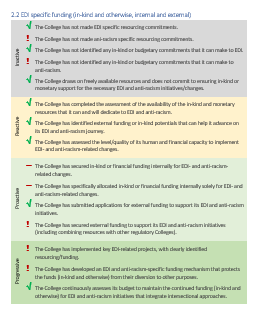 2.2 EDI specific funding (in-kind and otherwise, internal and external)
Inactive
The College has not made EDI specific resourcing commitments.
The College has not made ani-racism specific resourcing commitments.
The College has not identified any in-kind or budgetary commitments that it can make to EDI.
The College has not identified any in-kind or budgetary commitments that it can make to
anti-racism.
The College draws on freely available resources and does not commit to ensuring in-kind or
monetary support for the necessary EDI and anti-racism initiatives/changes.
Reactive
The College has completed the assessment of the availability of the in-kind and monetary
resources that it can and will dedicate to EDI and anti-racism.
The College has identified external funding or in-kind potentials that can help it advance on
its EDI and anti-racism journey.
The College has assessed the level/quality of its human and financial capacity to implement
EDI- and anti-racism-related changes.
Proactive
The College has secured in-kind or financial funding internally for EDI- and anti-racism-
related changes.
The College has specifically allocated in-kind or financial funding internally solely for EDI- and
anti-racism-related changes.
The College has submitted applications for external funding to support its EDI and anti-racism
initiatives.
The College has secured external funding to support its EDI and anti-racism initiatives
(including combining resources with other regulatory Colleges).
Progressive
The College has implemented key EDI-related projects, with clearly identified
resourcing/funding.
The College has developed an EDI and anti-racism-specific funding mechanism that protects
the funds (in-kind and otherwise) from their diversion to other purposes.
The College continuously assesses its budget to maintain the continued funding (in-kind and
otherwise) for EDI and anti-racism initiatives that integrate intersectional approaches.